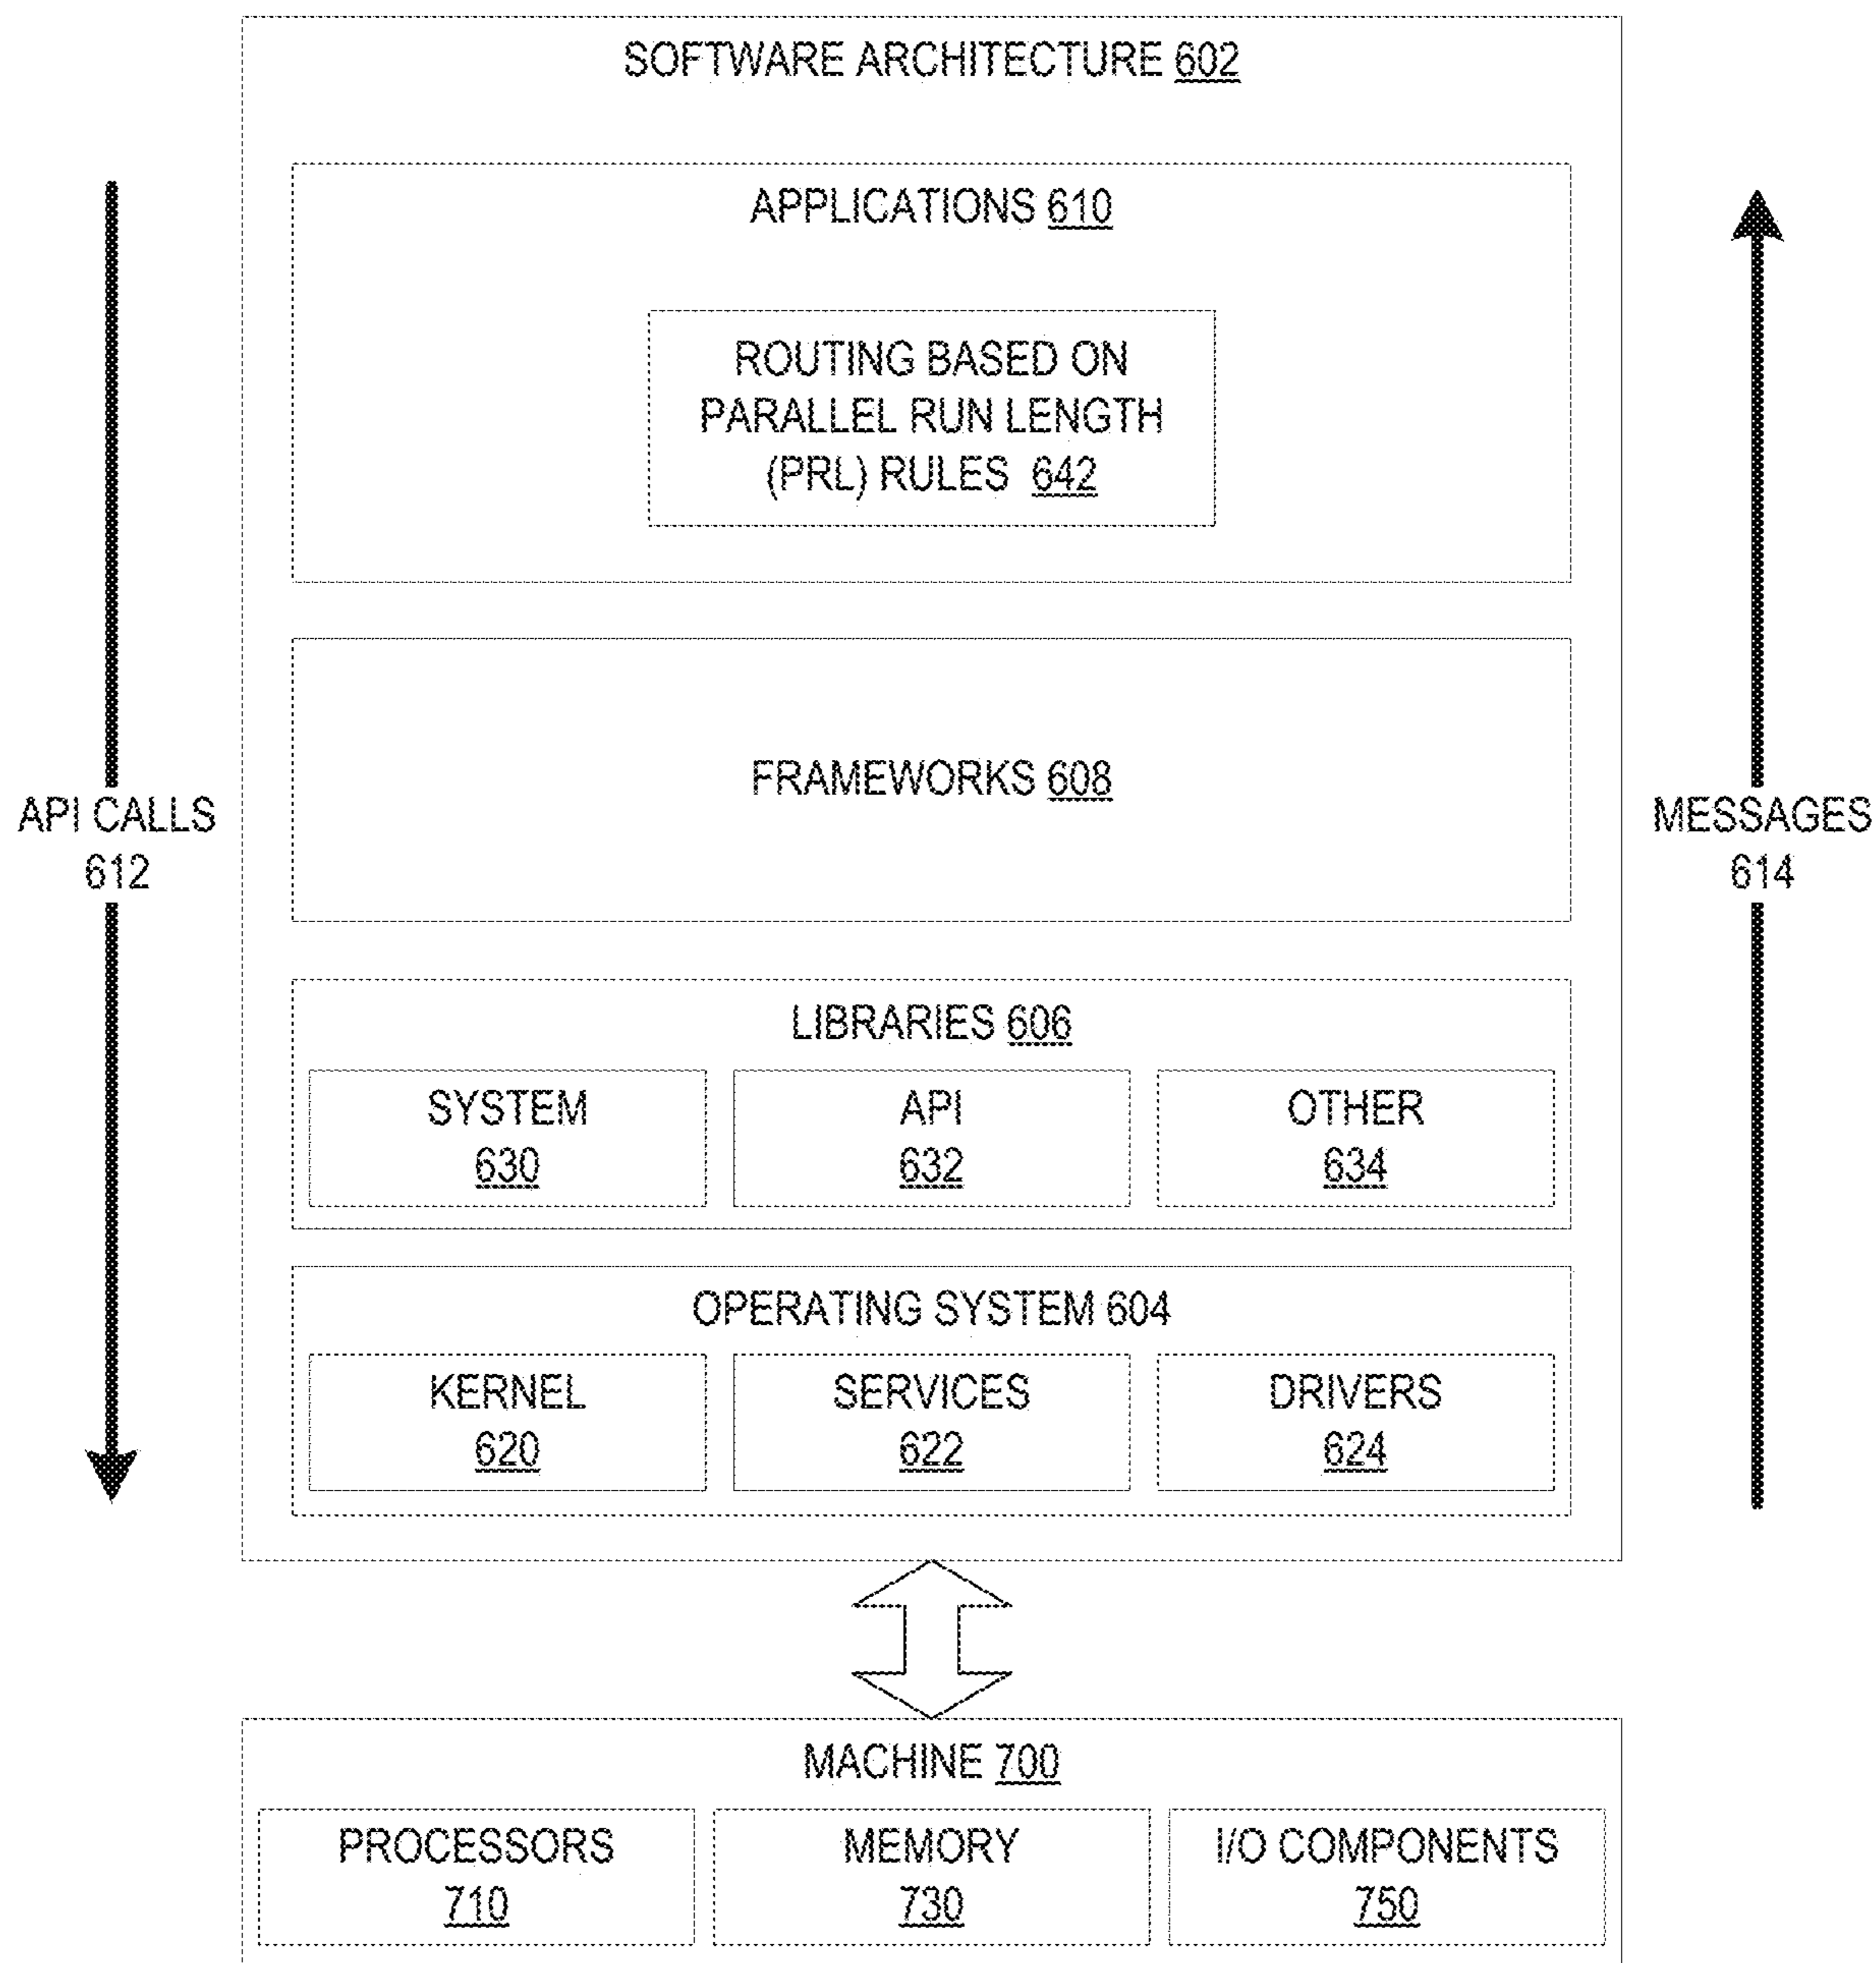 SOFTWARE ARCHITECTURE 602
APPLICATIONS 610
ROUTING BASED ON
PARALLEL RUN LENGTH
(PRL) RULES 642
FRAMEWORKS 608
API CALLS
612
MESSAGES
614
LIBRARIES 606
SYSTEM
630
API
632
OTHER
634
OPERATING SYSTEM 604
KERNEL
620
SERVICES
622
DRIVERS
624
MACHINE 700
PROCESSORS
710
MEMORY
730
I/O COMPONENTS
750